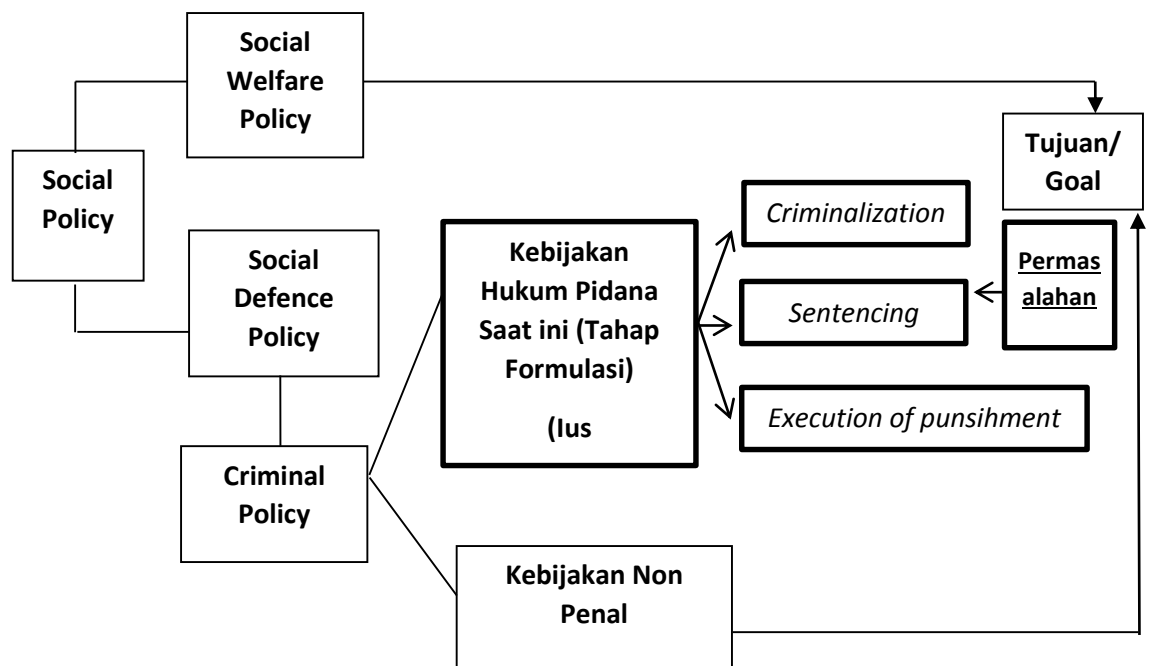 Social
Welfare
Policy
Social
Policy
Tujuan/
Goal
Social
Defence
Policy
Criminal
Policy
Kebijakan
Hukum Pidana
Saat ini (Tahap
Formulasi)
(Ius
Criminalization
Sentencing
Execution of punsihment
Permas
alahan
Kebijakan Non
Penal